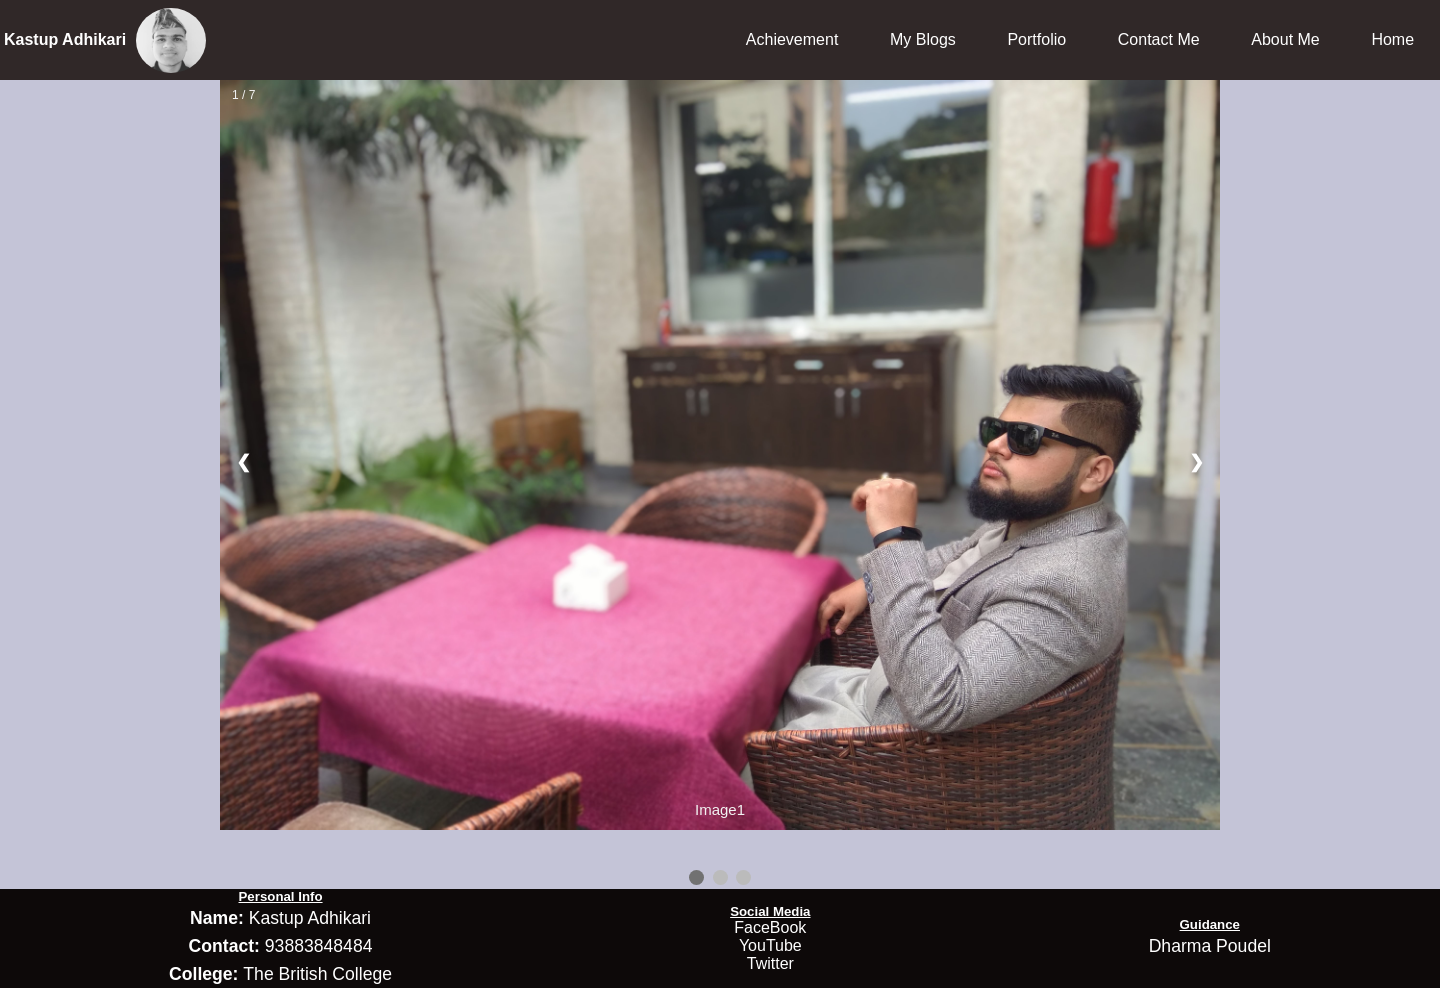 Kastup Adhikari
Achievement
My Blogs
Portfolio
Contact Me
About Me
Home
1 / 7
❮
❯
Image1
Personal Info
Name: Kastup Adhikari
Contact: 93883848484
College: The British College
Social Media
FaceBook
YouTube
Twitter
Guidance
Dharma Poudel